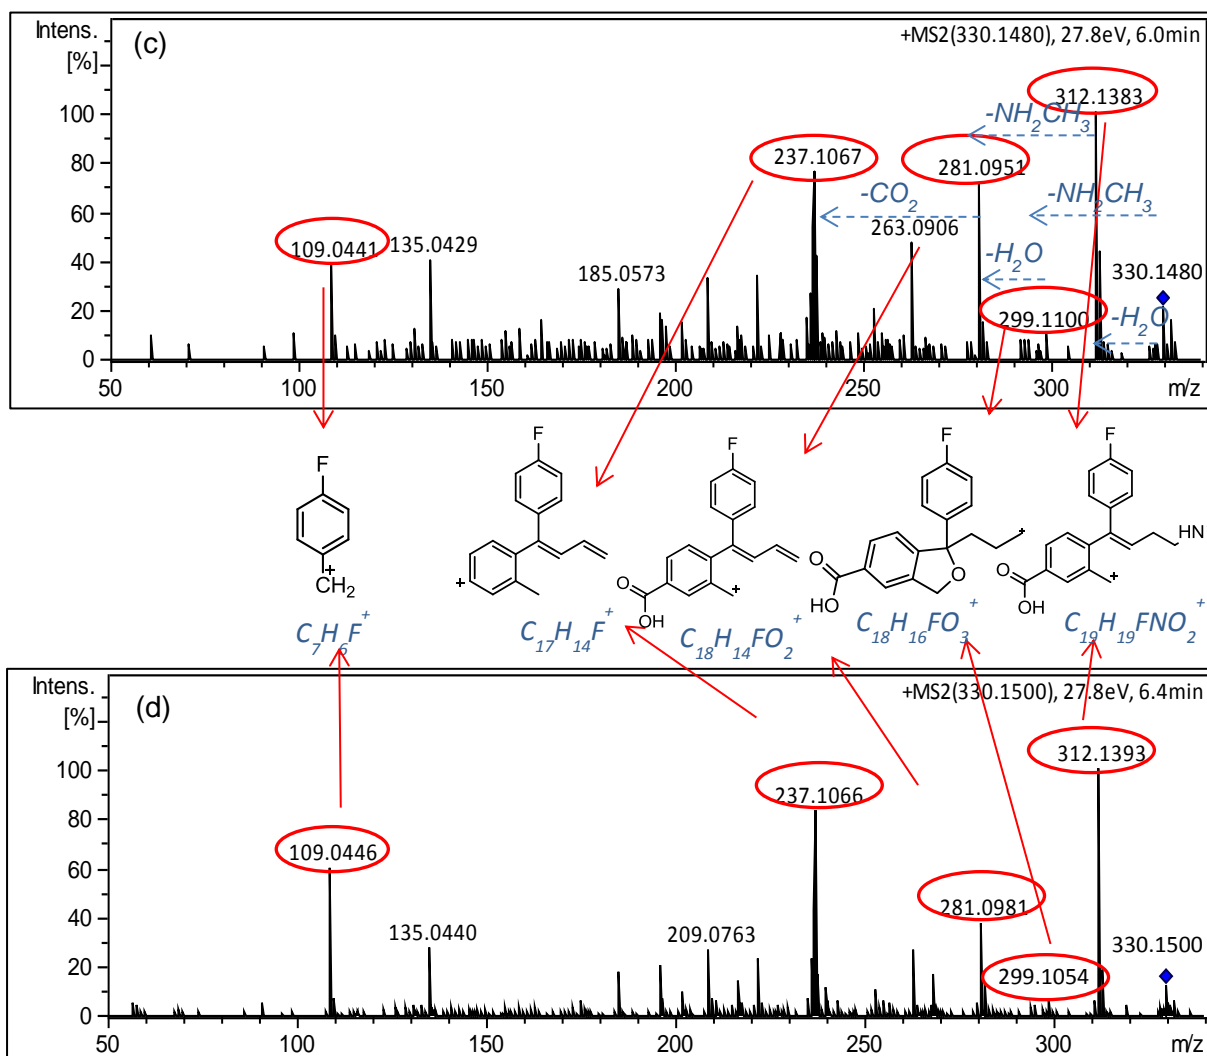 Intens.
[%]
(c)
+MS2(330.1480), 27.8eV, 6.0min
312.1383
-NH2CH3
237.1067
281.0951
-CO2
-NH2CH3
263.0906
109.0441
135.0429
-H2O
330.1480
185.0573
299.1100
-H2O
100
80
60
40
20
0
50
100
150
200
250
300
m/z
F
CH2
+
C7H6F+
F
+
C17H14F+
F
O
OH
+
C18H14FO2+
F
O
HO
O
+
C18H16FO3+
F
HN
O
OH
+
C19H19FNO2+
Intens.
[%]
(d)
+MS2(330.1500), 27.8eV, 6.4min
312.1393
237.1066
109.0446
281.0981
135.0440
209.0763
330.1500
299.1054
100
80
60
40
20
0
50
100
150
200
250
300
m/z